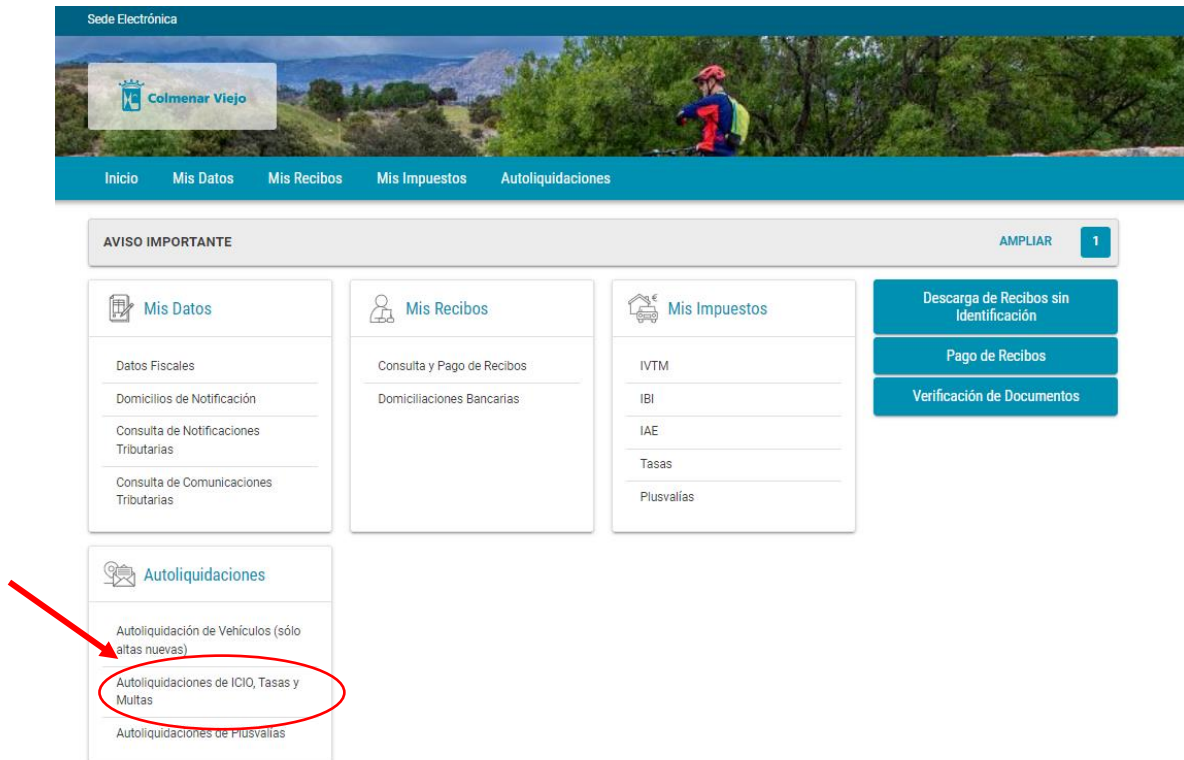 Sede Electrónica
Colmenar Viejo
Inicio Mis Datos Mis Recibos Mis Impuestos Autoliquidaciones
AVISO IMPORTANTE AMPLIAR 1
Mis Datos
Datos Fiscales
Domicilios de Notificación
Consulta de Notificaciones
Tributarias
Consulta de Comunicaciones
Tributarias
Mis Recibos
Consulta y Pago de Recibos
Domiciliaciones Bancarias
Mis Impuestos
IVTM
IBI
IAE
Tasas
Plusvalías
Descarga de Recibos sin
Identificación
Pago de Recibos
Verificación de Documentos
Autoliquidaciones
Autoliquidación de Vehículos (sólo
altas nuevas)
Autoliquidaciones de ICIO, Tasas y
Multas
Autoliquidaciones de Plusvalías